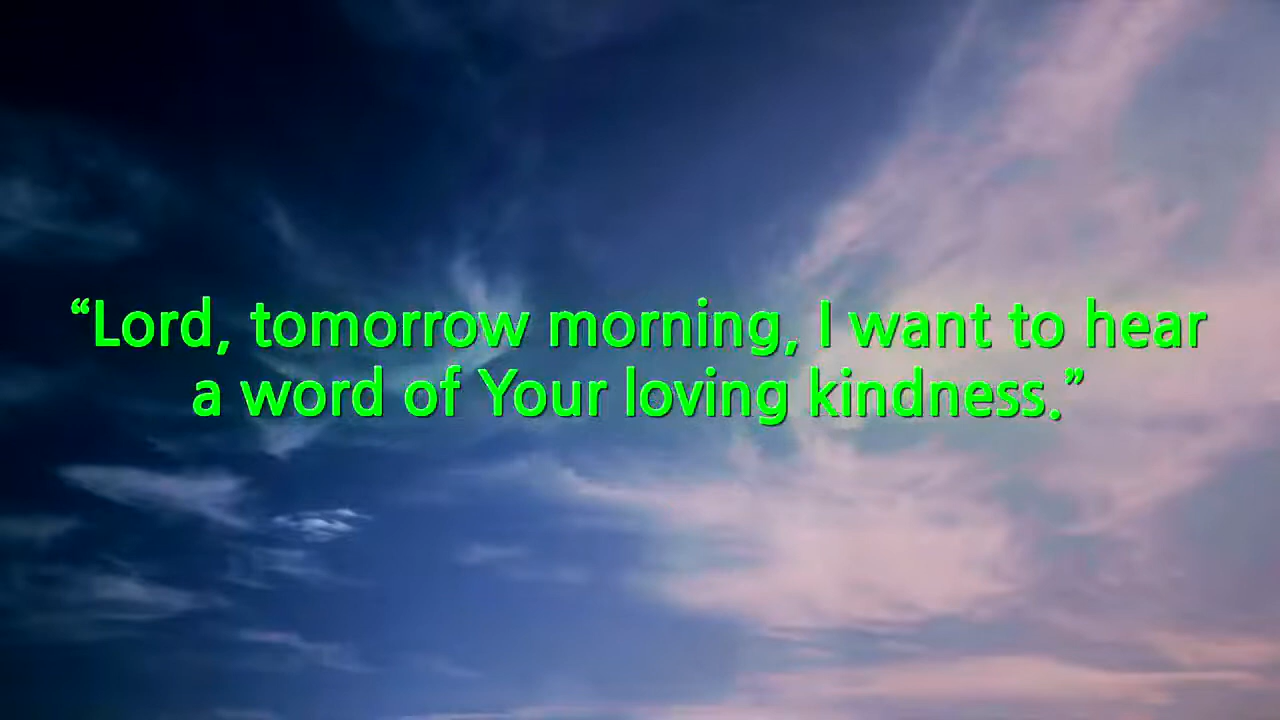 “Lord, tomorrow morning, I want to hear
a word of Your loving kindness.”